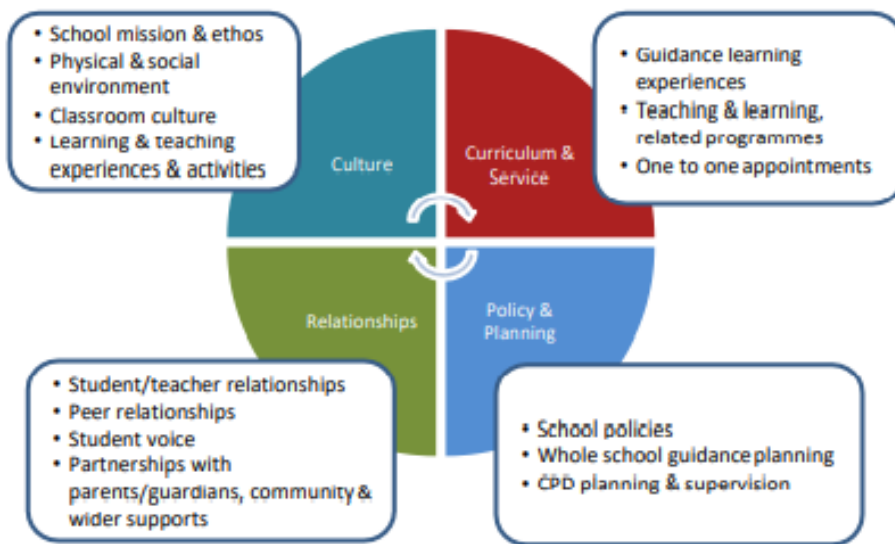 • School mission & ethos
• Physical & social
environment
• Classroom culture
• Learning & teaching
experiences & activities
Culture
Curriculum &
Service
• Guidance learning
experiences
• Teaching & learning,
related programmes
• One to one appointments
Relationships
Policy &
Planning
• Student/teacher relationships
• Peer relationships
• Student voice
• Partnerships with
parents/guardians, community &
wider supports
• School policies
• Whole school guidance planning
• CPD planning & supervision